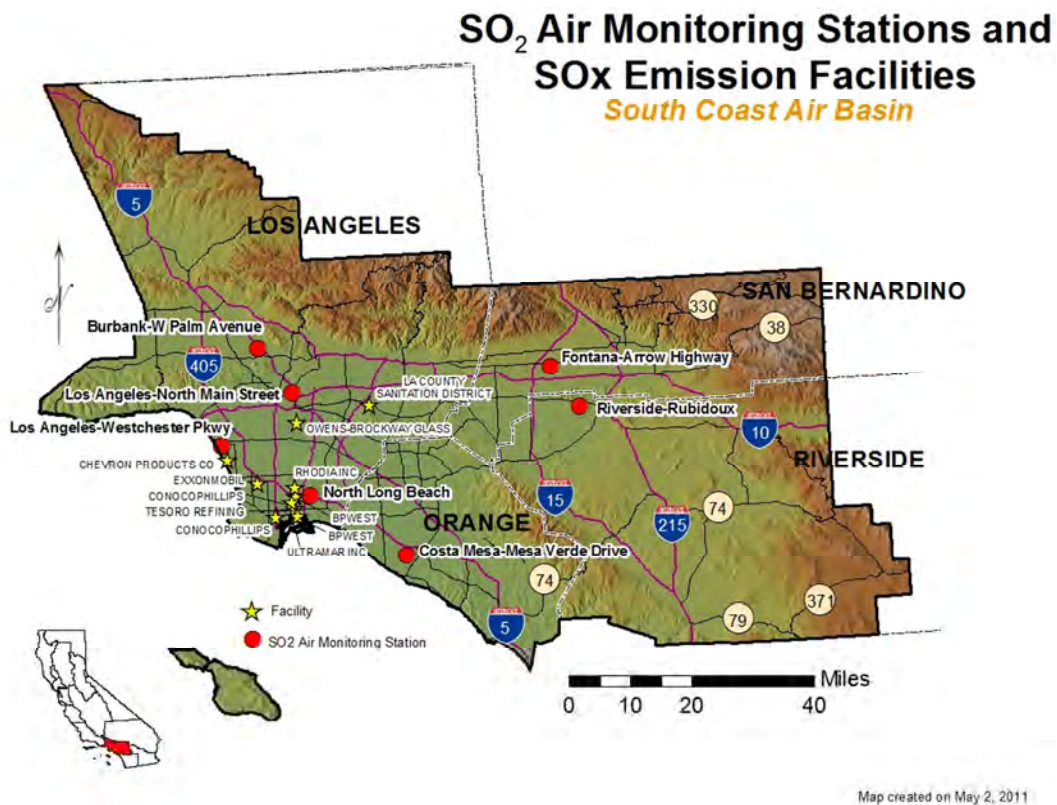 SO2 Air Monitoring Stations and
SOx Emission Facilities
South Coast Air Basin
5
LOS ANGELES
N
SAN BERNARDINO
330
38
Burbank-W Palm Avenue
405
Fontana-Arrow Highway
LA COUNTY
SANITATION DISTRICT
Los Angeles-North Main Street
Riverside-Rubidoux
OWENS-BROCKWAY GLASS
Los Angeles-Westchester Pkwy
10
CHEVRON PRODUCTS CO
RIVERSIDE
RHODIA INC
EXXONMOBIL
CONOCOPHILLIPS
North Long Beach
15
74
TESORO REFINING
BP WEST
ORANGE
215
CONOCOPHILLIPS
BP WEST
ULTRAMAR INC
Costa Mesa-Mesa Verde Drive
74
371
Facility
5
79
SO2 Air Monitoring Station
Miles
0 10 20 40
Map created on May 2, 2011